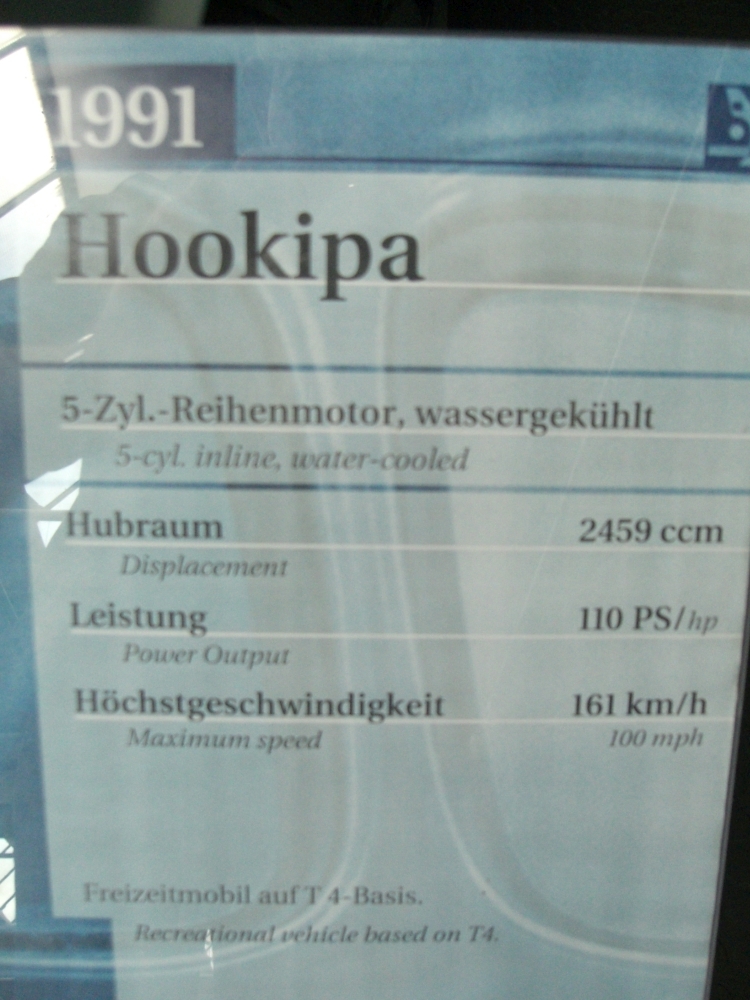 1991
Hookipa
5-Zyl.-Reihenmotor, wassergekühlt
5-cyl. inline, water-cooled
Hubraum 2459 ccm
Displacement
Leistung 110 PS/hp
Power Output
Höchstgeschwindigkeit 161 km/h
Maximum speed 100 mph
Freizeitmobil auf T 4-Basis.
Recreational vehicle based on T4.